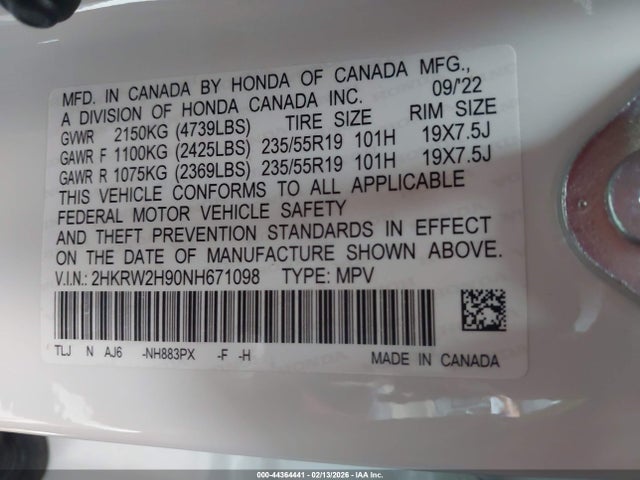 MFD. IN CANADA BY HONDA OF CANADA MFG.,
A DIVISION OF HONDA CANADA INC. 09/'22
GVWR 2150KG (4739LBS) TIRE SIZE RIM SIZE
GAWR F 1100KG (2425LBS) 235/55R19 101H 19X7.5J
GAWR R 1075KG (2369LBS) 235/55R19 101H 19X7.5J
THIS VEHICLE CONFORMS TO ALL APPLICABLE
FEDERAL MOTOR VEHICLE SAFETY
AND THEFT PREVENTION STANDARDS IN EFFECT
ON THE DATE OF MANUFACTURE SHOWN ABOVE.
V.I.N.: 2HKRW2H90NH671098 TYPE: MPV
TLJ N AJ6 -NH883PX -F -H MADE IN CANADA
000-44364441 - 02/13/2026 - IAA Inc.